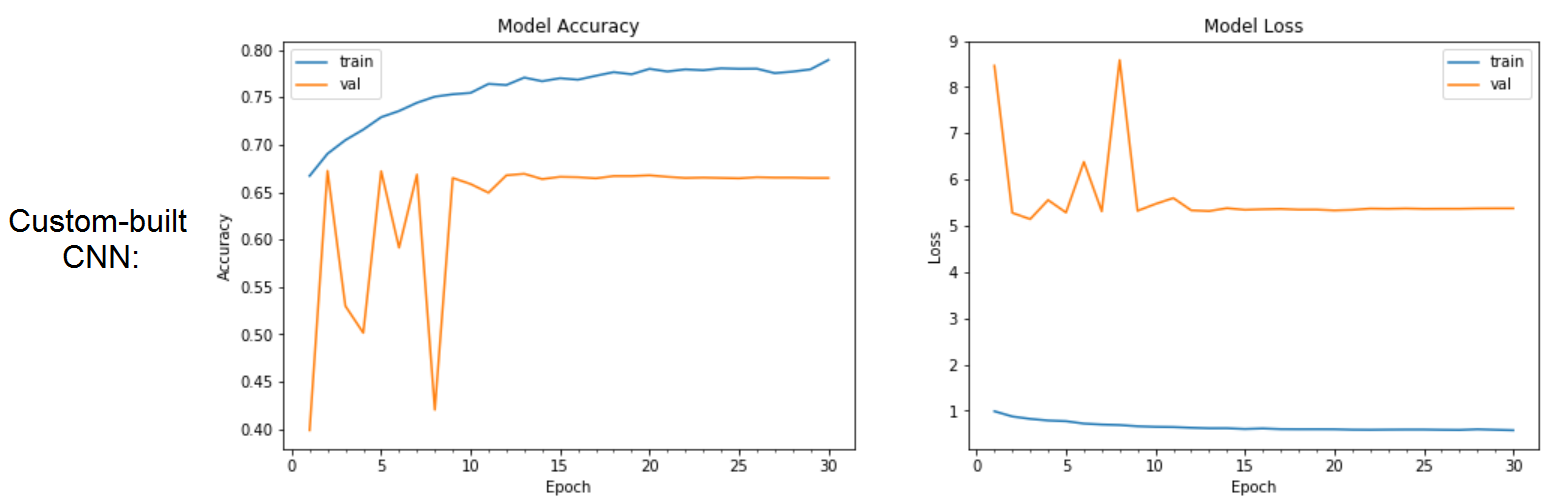 Custom-built
CNN:
Model Accuracy
train
val
0.80
0.75
0.70
0.65
0.60
0.55
0.50
0.45
0.40
Accuracy
0 5 10 15 20 25 30
Epoch
Model Loss
train
val
9
8
7
6
5
4
3
2
1
Loss
0 5 10 15 20 25 30
Epoch